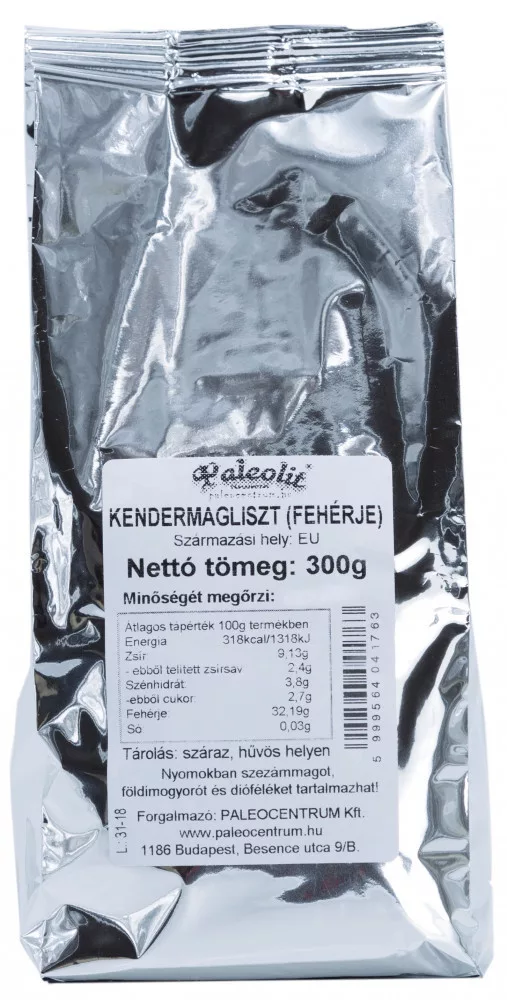 Paleolit
paleocentrum.hu
KENDERMAGLISZT (FEHÉRJE)
Származási hely: EU
Nettó tömeg: 300g
Minőségét megőrzi:
Átlagos tápérték 100g termékben
Energia 318kcal/1318kJ
Zsír 9,13g
- ebből telített zsírsav 2,4g
Szénhidrát 3,8g
-ebből cukor 2,7g
Fehérje: 32,19g
Só 0,03g
5 999564 041763
Tárolás: száraz, hűvös helyen
Nyomokban szezámmagot,
földimogyorót és dióféléket tartalmazhat!
L.: 31-18
Forgalmazó: PALEOCENTRUM Kft.
www.paleocentrum.hu
1186 Budapest, Besence utca 9/B.